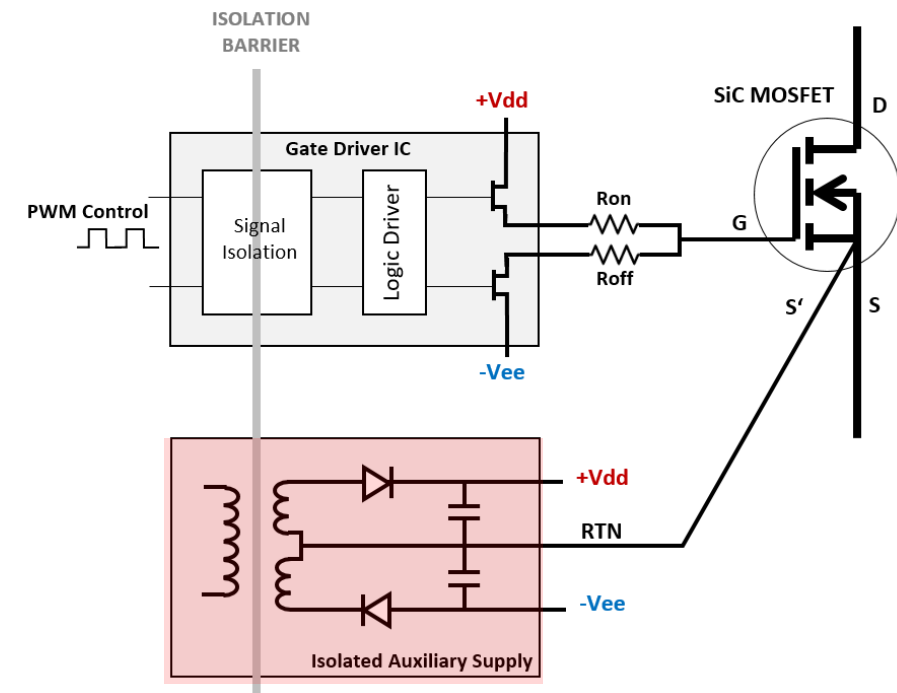 ISOLATION
BARRIER
+Vdd
SiC MOSFET
D
Gate Driver IC
PWM Control
Signal
Isolation
Logic Driver
Ron
G
Roff
S‘
S
-Vee
+Vdd
RTN
-Vee
Isolated Auxiliary Supply